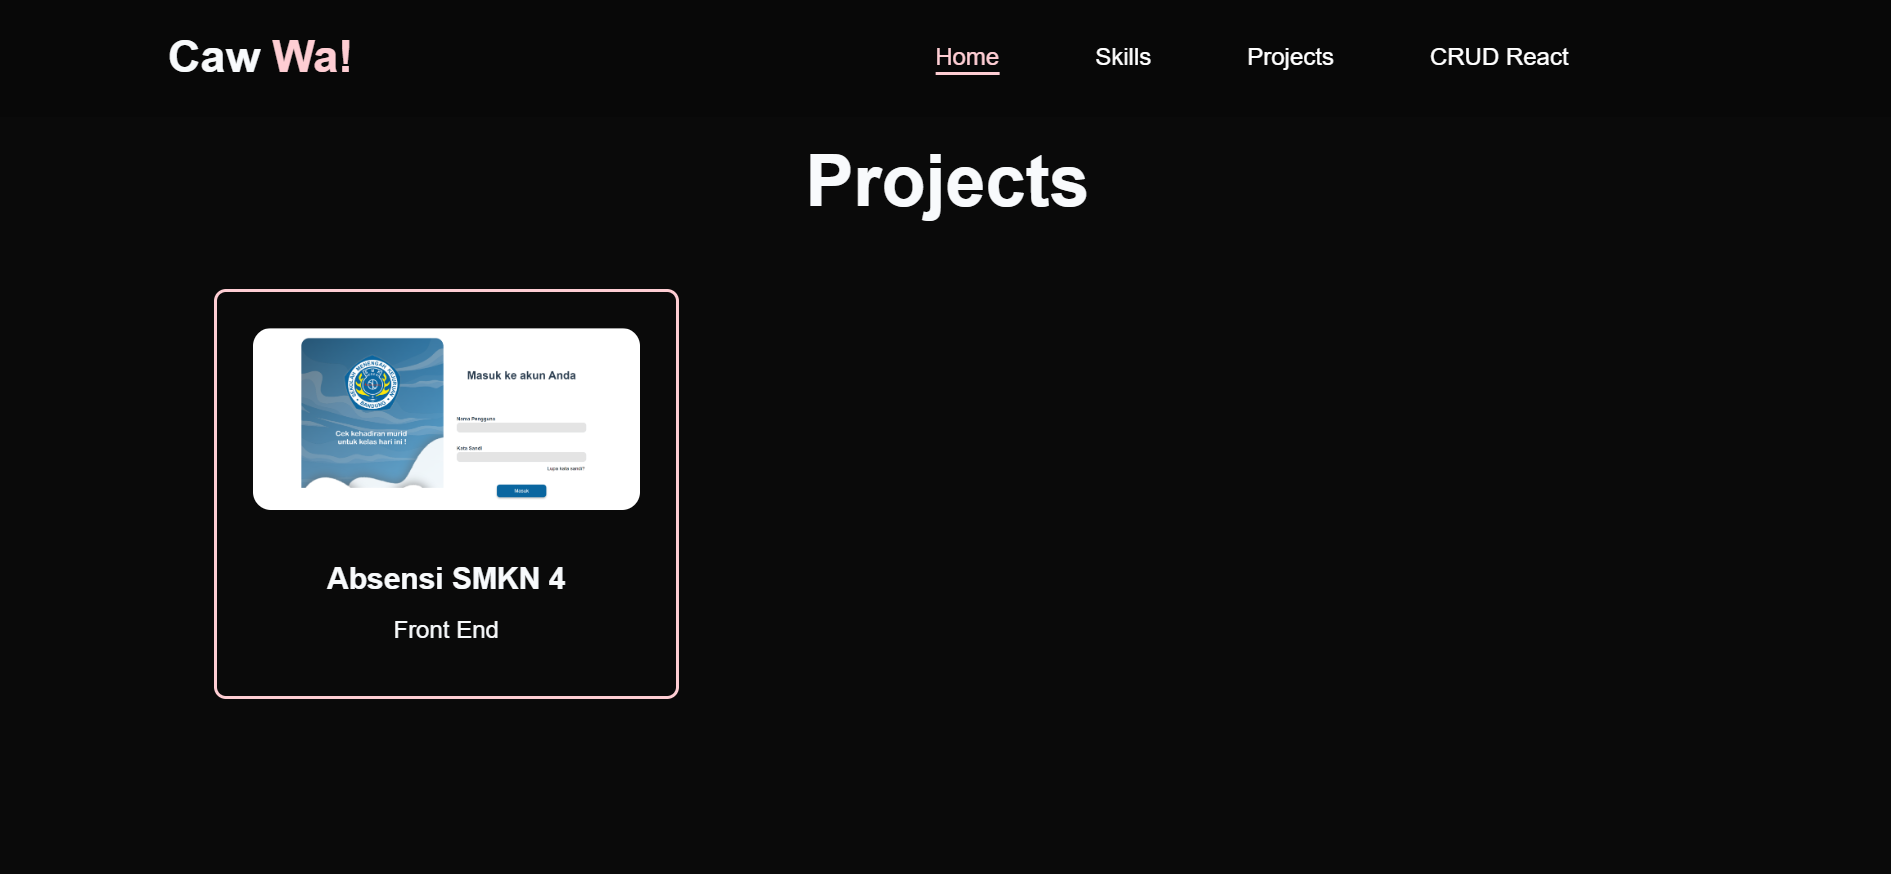 Caw Wa!
Home
Skills
Projects
CRUD React
Projects
Masuk ke akun Anda
Nama Pengguna
Kata Sandi
Lupa kata sandi?
Masuk
Cek kehadiran murid
untuk kelas hari ini !
Absensi SMKN 4
Front End